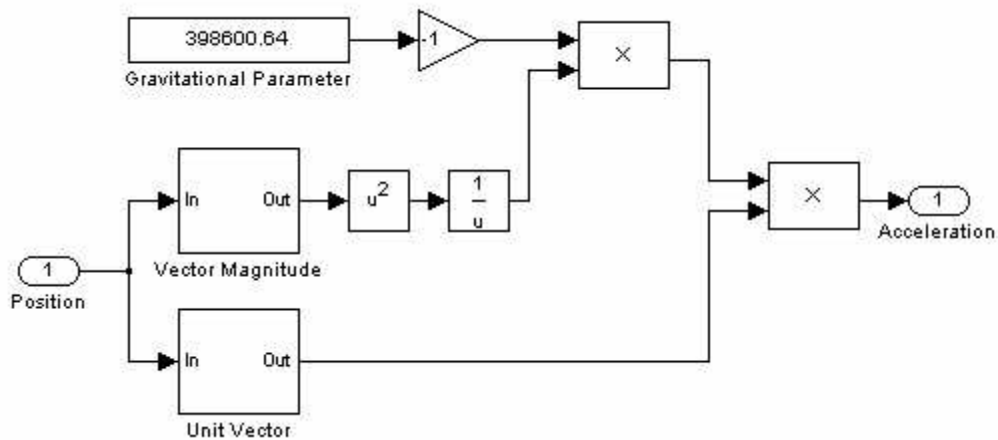 398600.64
Gravitational Parameter
-1
×
In Out
Vector Magnitude
u²
1
u
×
1
Acceleration
1
Position
In Out
Unit Vector